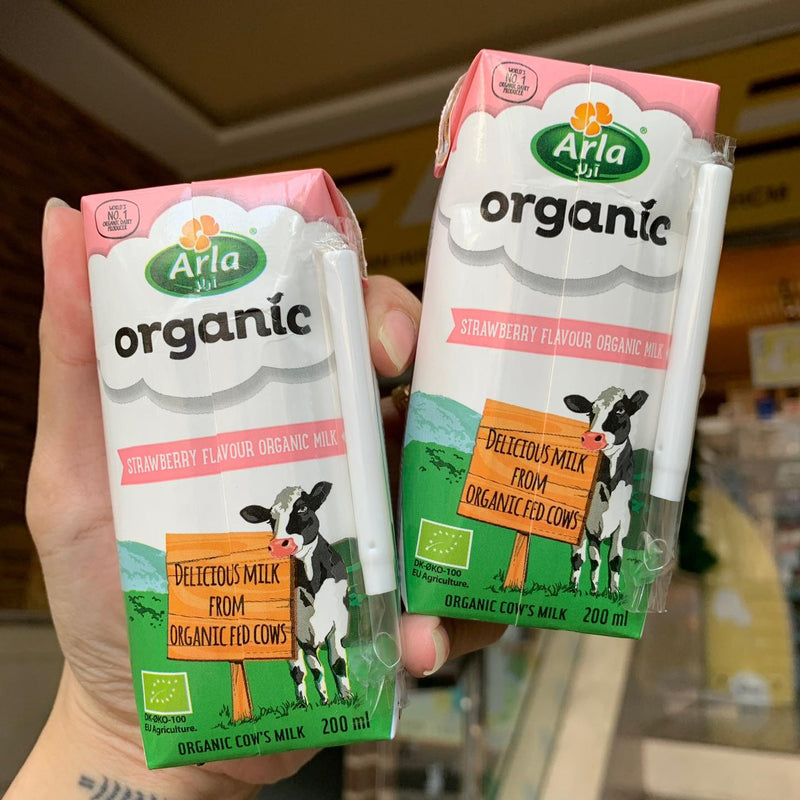 WORLD'S
NO. 1
ORGANIC DAIRY
PRODUCER
Arla
آرلا
organic
STRAWBERRY FLAVOUR ORGANIC MILK
DELICIOUS MILK
FROM
ORGANIC FED COWS
DK-ØKO-100
EU Agriculture.
ORGANIC COW'S MILK 200 ml
WORLD'S
NO. 1
ORGANIC DAIRY
PRODUCER
Arla
®
آرلا
organic
STRAWBERRY FLAVOUR ORGANIC MILK
DELICIOUS MILK
FROM
ORGANIC FED COWS
DK-ØKO-100
EU Agriculture.
ORGANIC COW'S MILK 200 ml